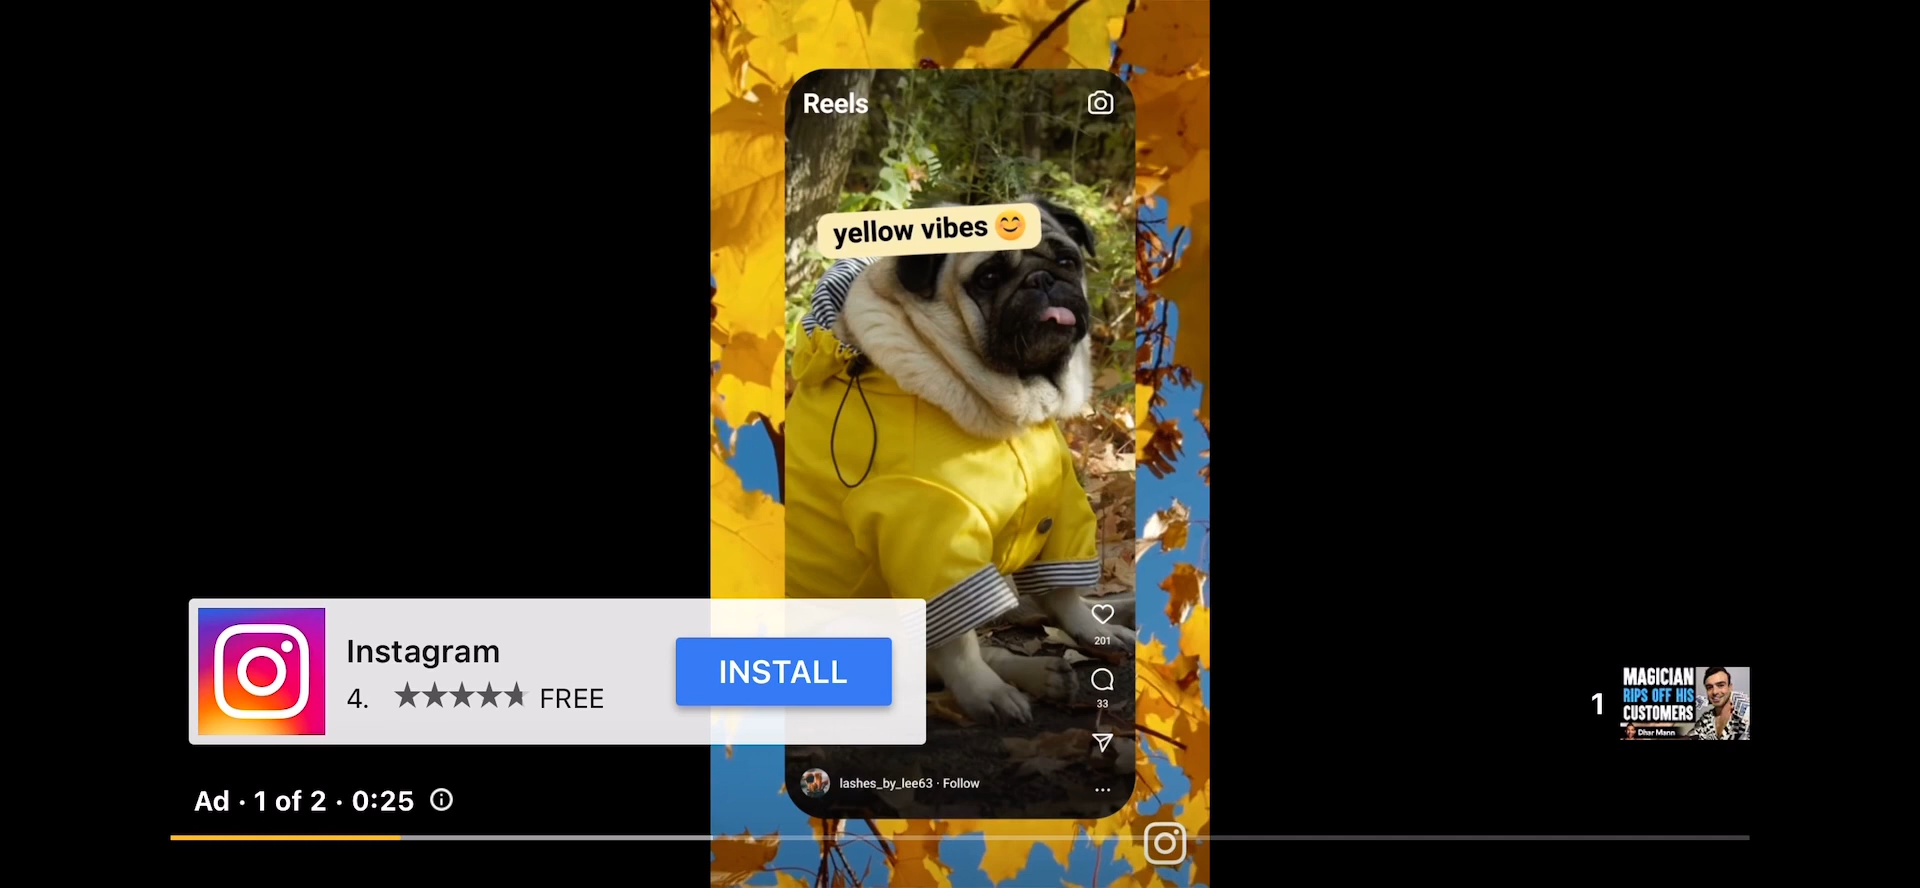 Reels
yellow vibes 😊
Instagram
4. ★★★★★ FREE
INSTALL
201
33
lashes_by_lee63 · Follow
Ad · 1 of 2 · 0:25
1
MAGICIAN
RIPS OFF HIS
CUSTOMERS
Dhar Mann